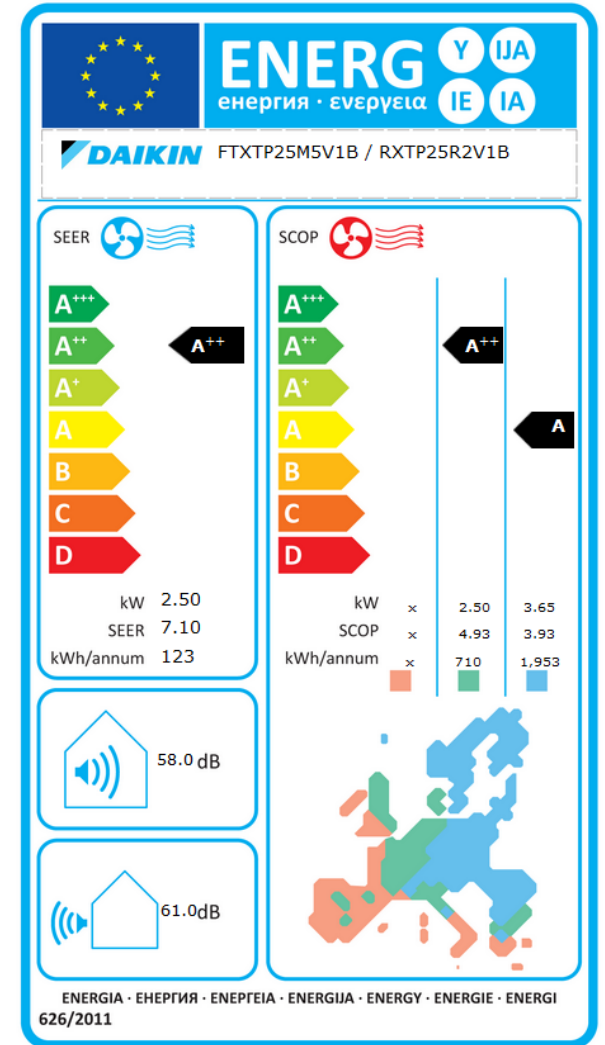 ENERG Y IJA
енергия · ενεργεια IE IA
DAIKIN FTXTP25M5V1B / RXTP25R2V1B
SEER
A+++
A++ A++
A+
A
B
C
D
kW 2.50
SEER 7.10
kWh/annum 123
SCOP
A+++
A++ A++
A+
A A
B
C
D
kW x 2.50 3.65
SCOP x 4.93 3.93
kWh/annum x 710 1,953
58.0 dB
61.0dB
ENERGIA · ЕНЕРГИЯ · ΕΝΕΡΓΕΙΑ · ENERGIJA · ENERGY · ENERGIE · ENERGI
626/2011